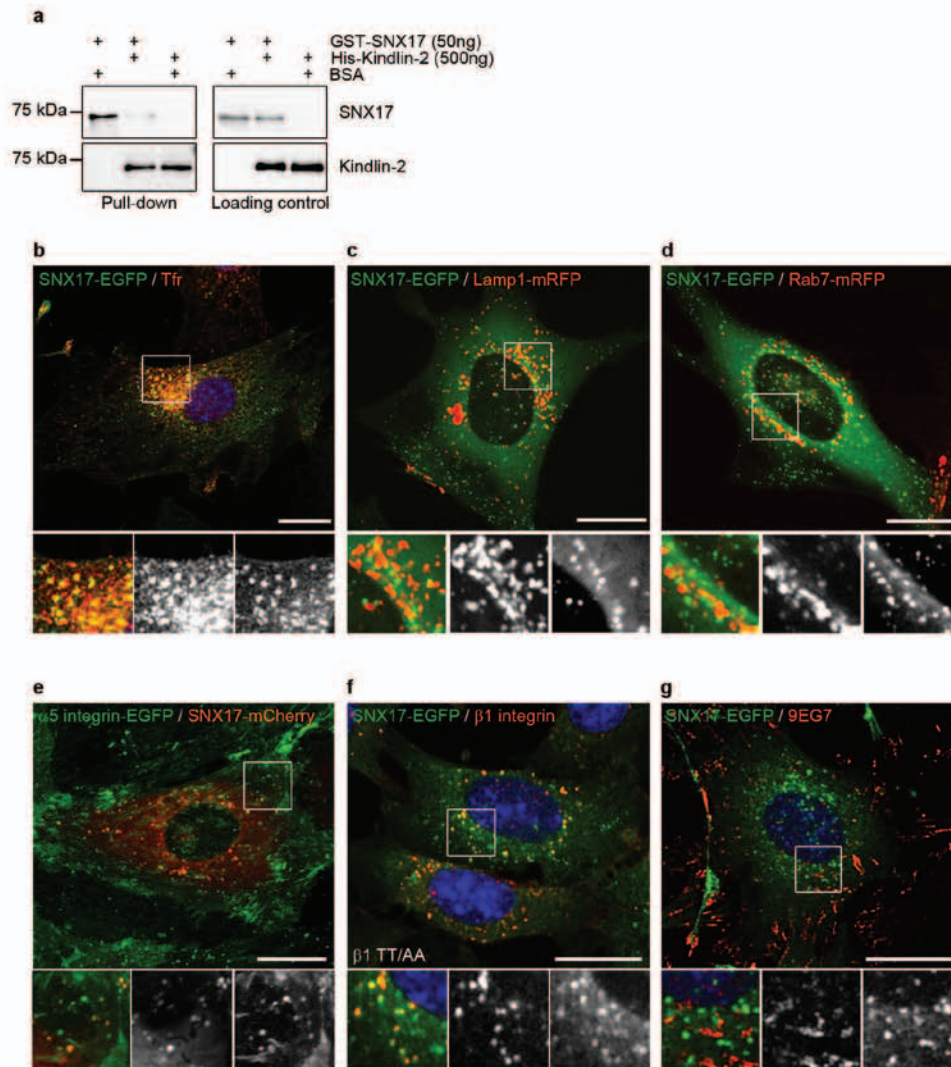 a
+ + + +
GST-SNX17 (50ng)
+ + + +
His-Kindlin-2 (500ng)
+ + + +
BSA
75 kDa
SNX17
75 kDa
Kindlin-2
Pull-down
Loading control
b
SNX17-EGFP / Tfr
c
SNX17-EGFP / Lamp1-mRFP
d
SNX17-EGFP / Rab7-mRFP
e
α5 integrin-EGFP / SNX17-mCherry
f
SNX17-EGFP / β1 integrin
β1 TT/AA
g
SNX17-EGFP / 9EG7